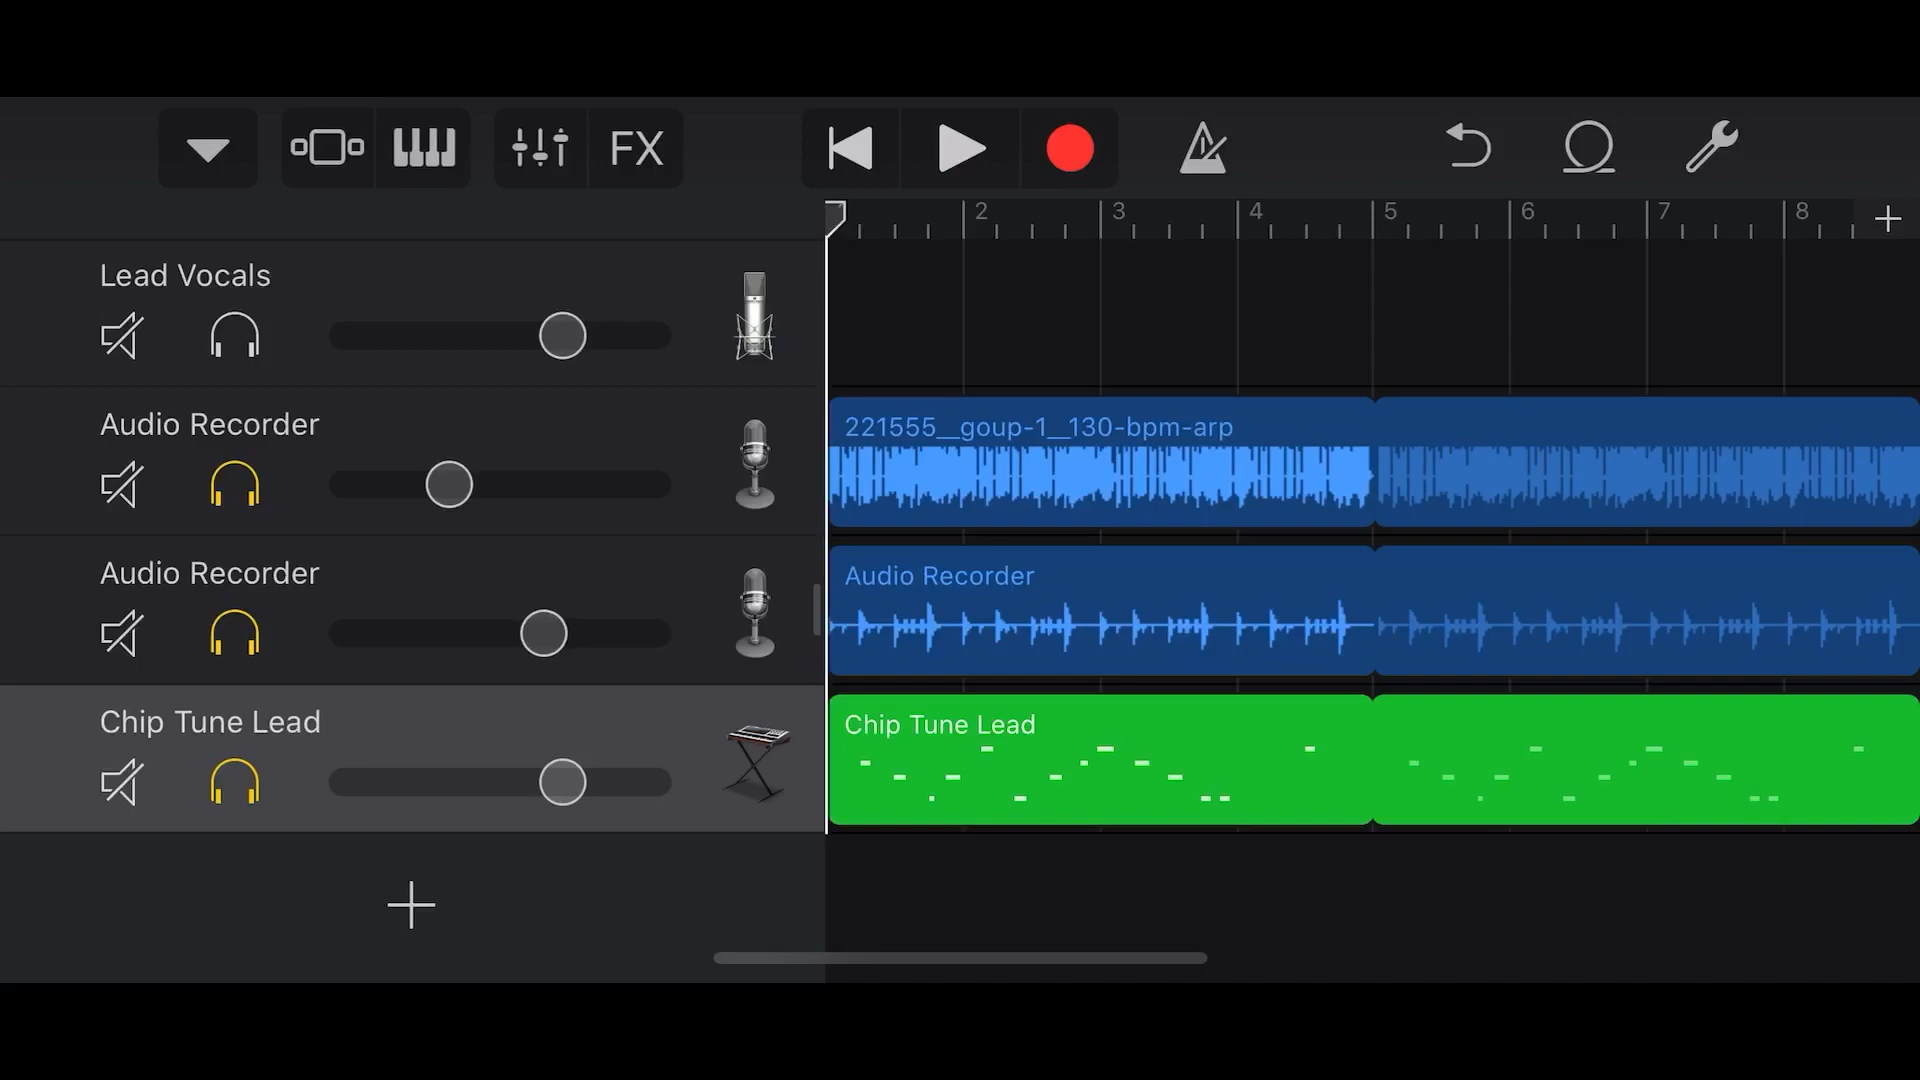 FX
2 3 4 5 6 7 8
Lead Vocals
Audio Recorder
221555__goup-1__130-bpm-arp
Audio Recorder
Audio Recorder
Chip Tune Lead
Chip Tune Lead